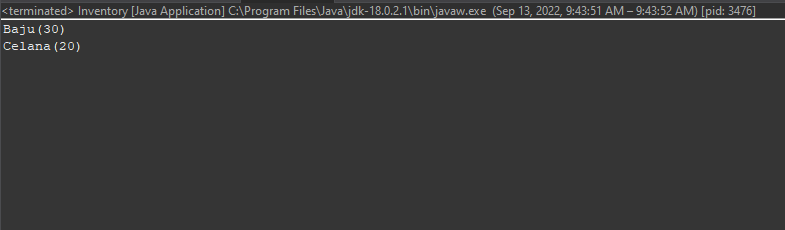 <terminated> Inventory [Java Application] C:\Program Files\Java\jdk-18.0.2.1\bin\javaw.exe (Sep 13, 2022, 9:43:51 AM – 9:43:52 AM) [pid: 3476]
Baju(30)
Celana(20)